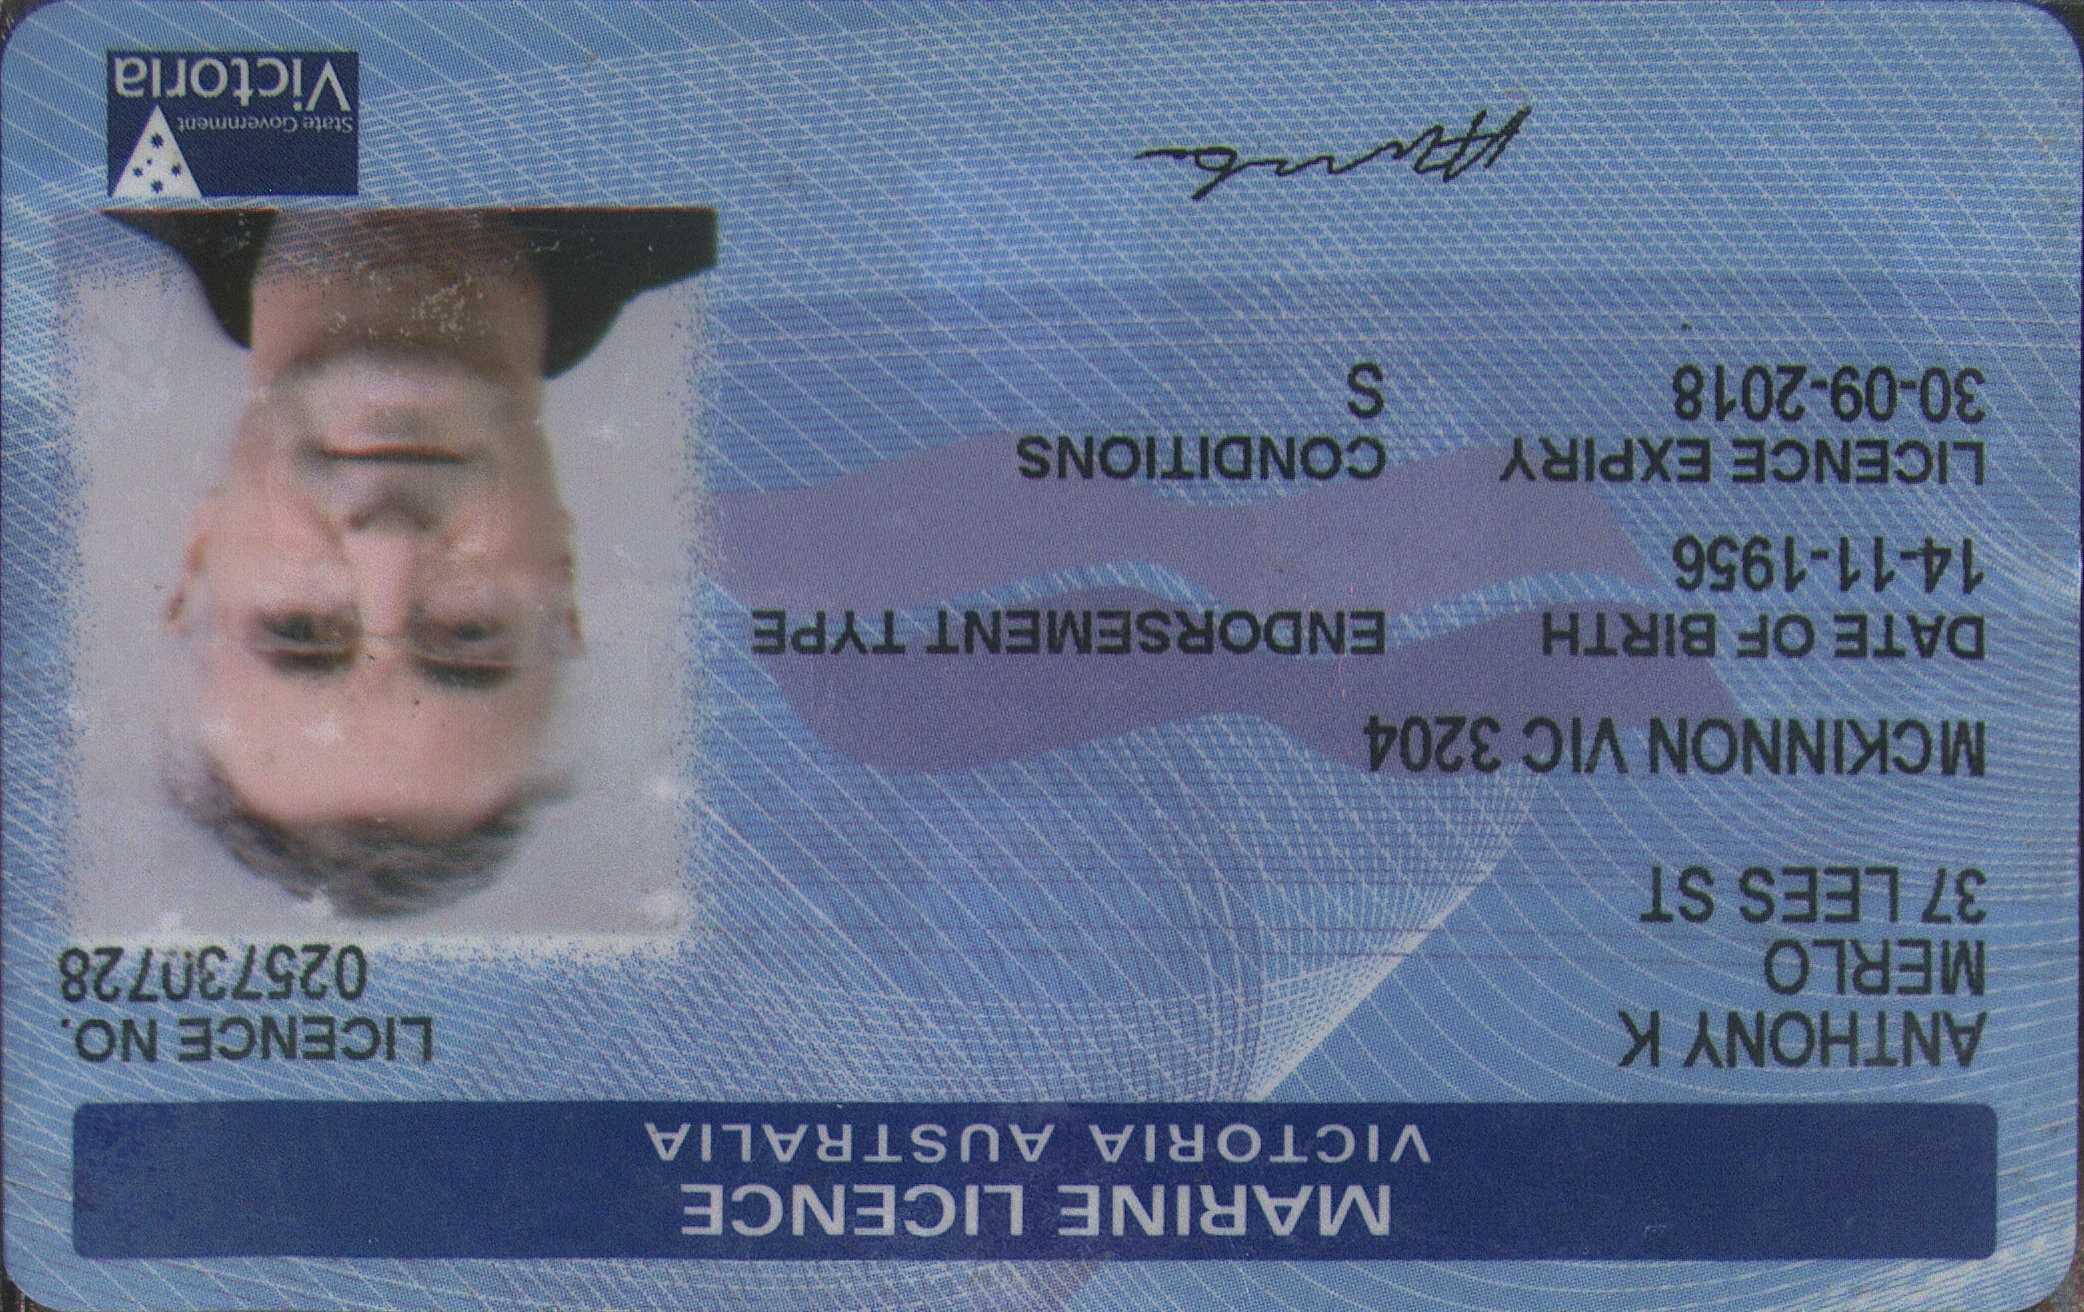 MARINE LICENCE
VICTORIA AUSTRALIA
ANTHONY K
MERLO
37 LEES ST
MCKINNON VIC 3204
LICENCE NO.
025730728
DATE OF BIRTH
14-11-1956
ENDORSEMENT TYPE
LICENCE EXPIRY
30-09-2018
CONDITIONS
S
State Government
Victoria